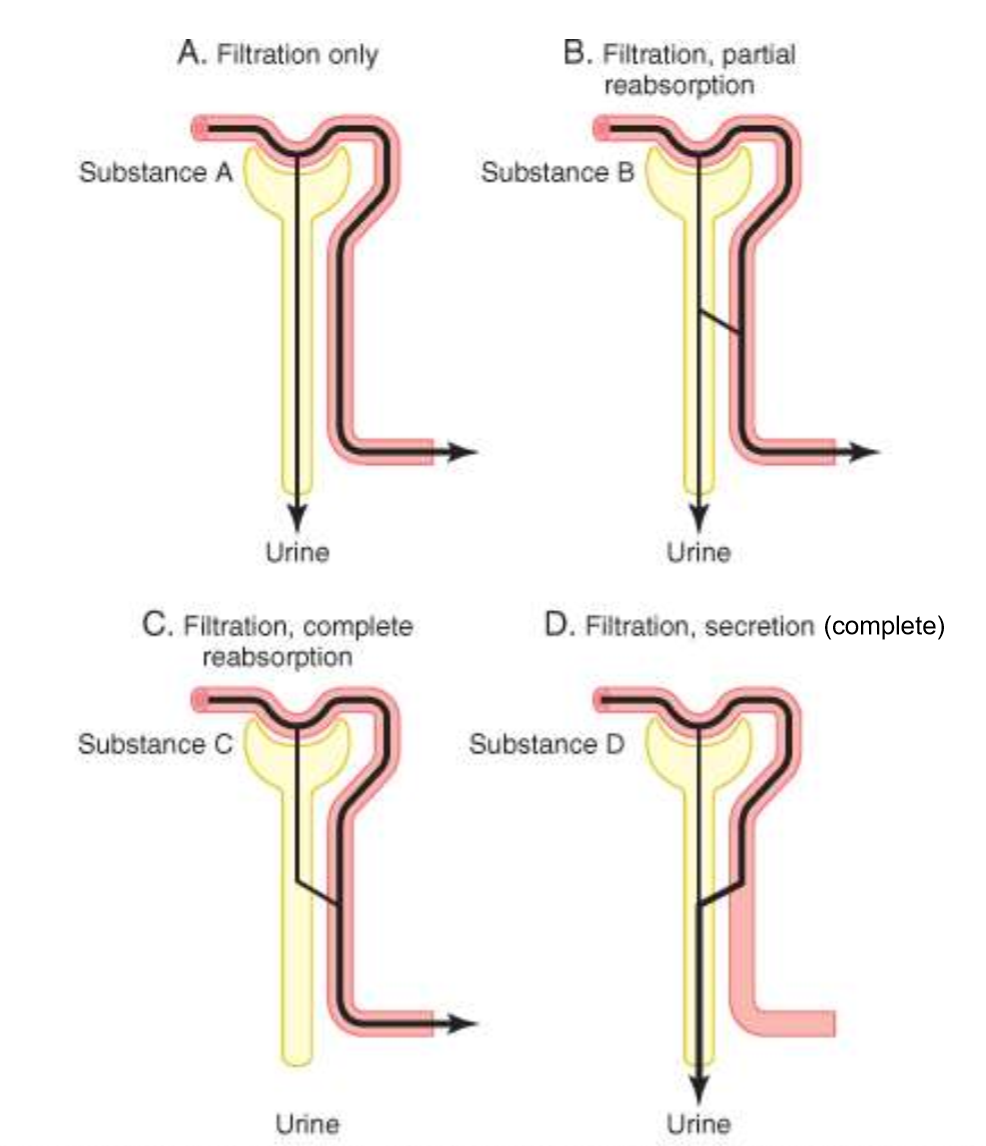 A. Filtration only
B. Filtration, partial
reabsorption
Substance A
Substance B
Urine
Urine
C. Filtration, complete
reabsorption
D. Filtration, secretion (complete)
Substance C
Substance D
Urine
Urine